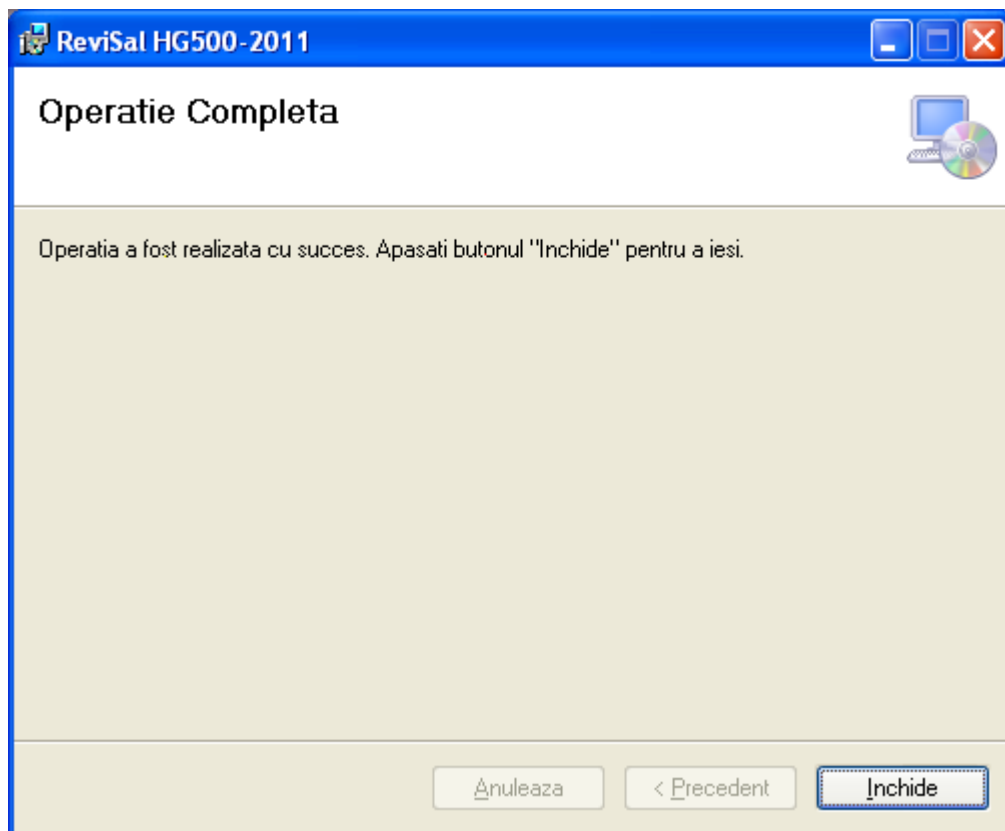 ReviSal HG500-2011
Operatie Completa
Operatia a fost realizata cu succes. Apasati butonul "Inchide" pentru a iesi.
Anuleaza
< Precedent
Inchide